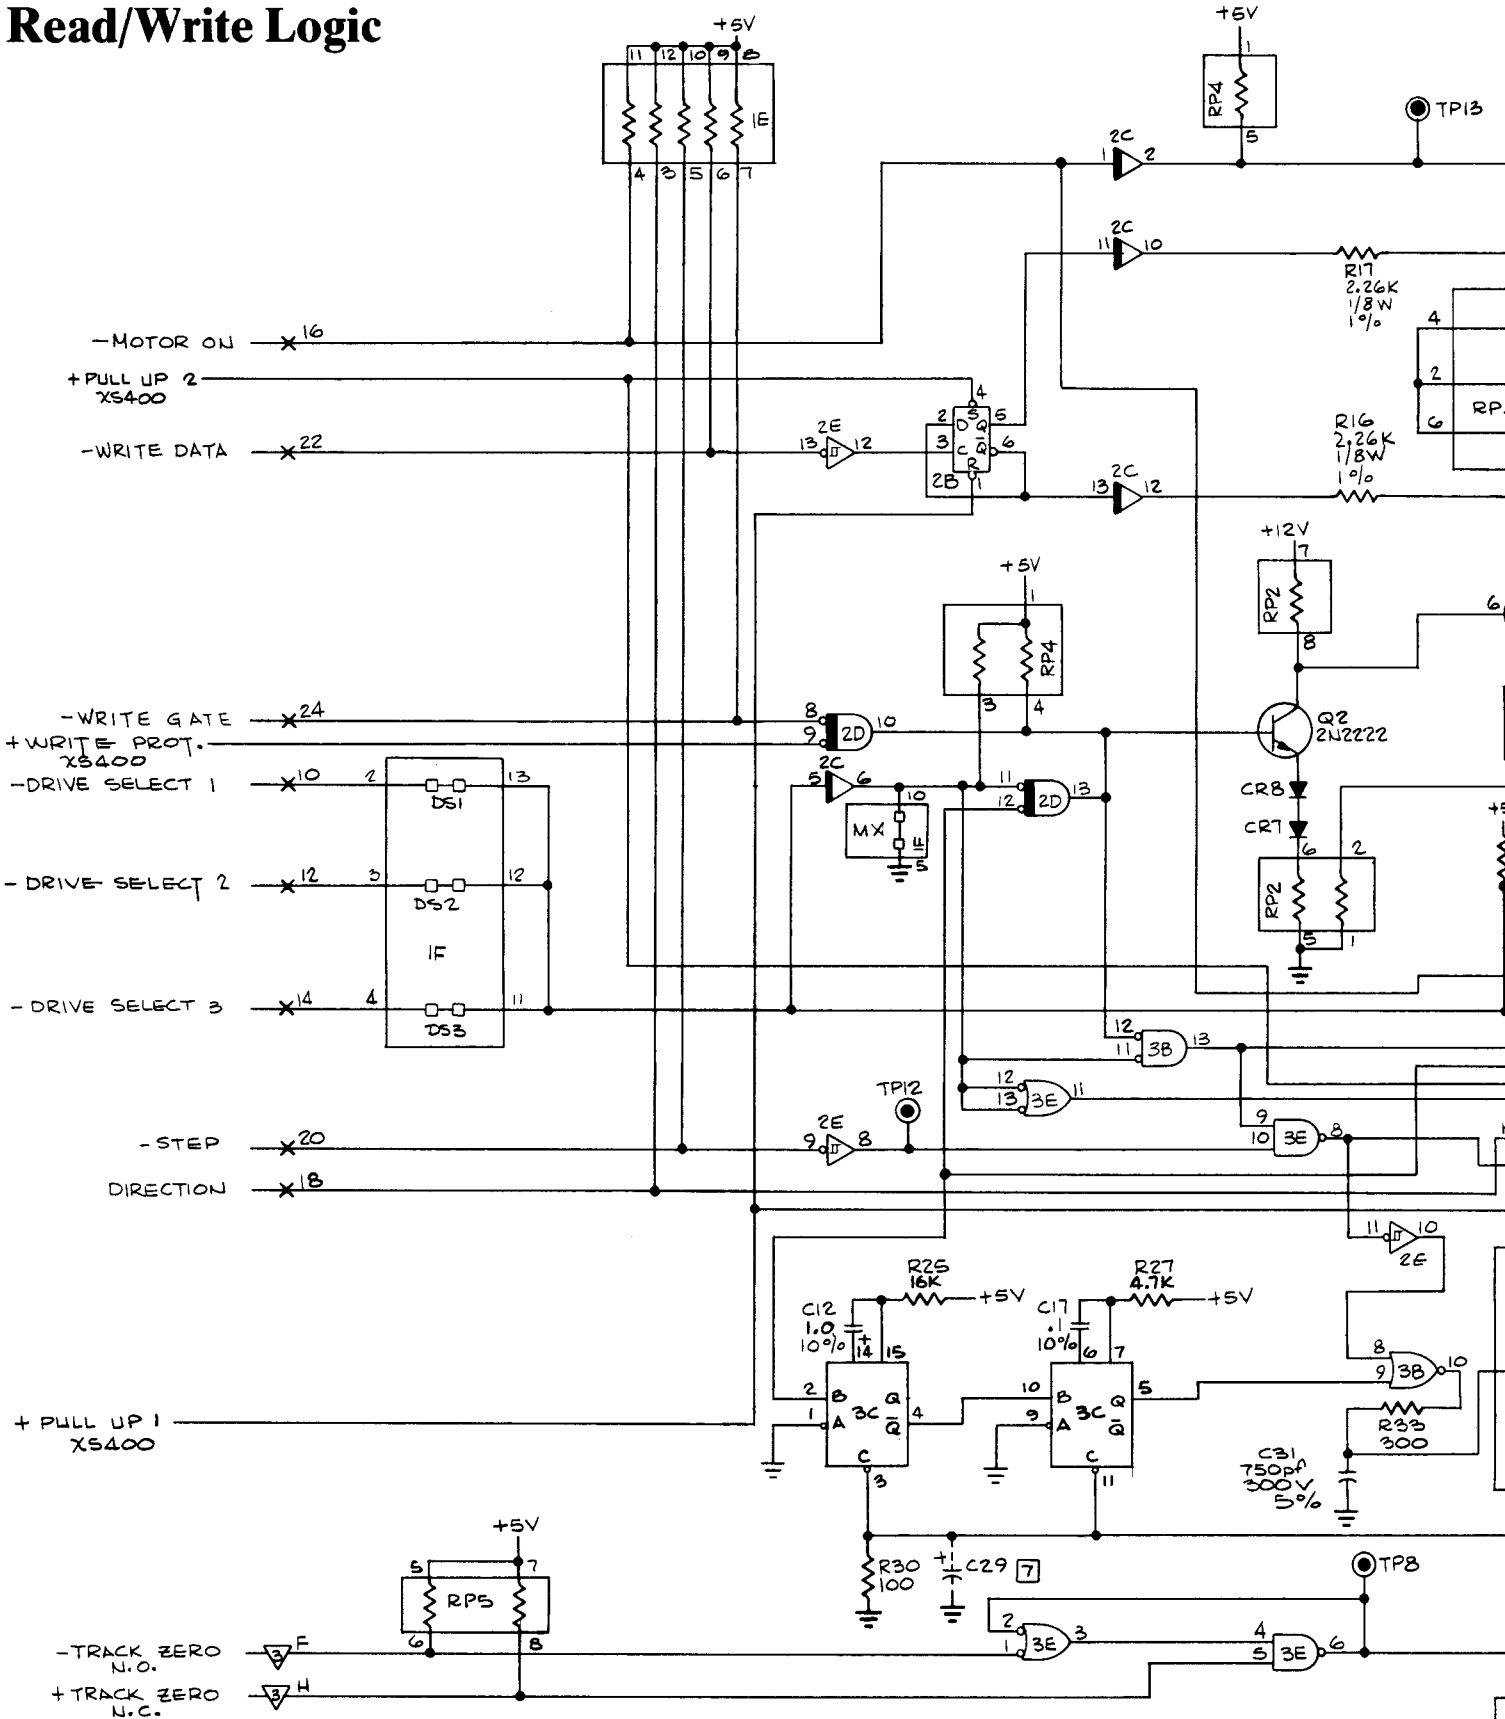 Read/Write Logic
+5V
11 12 10 9 8
1E
4 3 5 6 7
+5V
1
RP4
5
TP13
2C
1 2
2C
11 10
R17
2.26K
1/8W
1%
4
2
6
-MOTOR ON 16
+PULL UP 2
XS400
-WRITE DATA 22
2E
13 12
4
2 D S Q 5
3 C Q 6
R
2B 1
2C
13 12
R16
2.26K
1/8W
1%
+12V
7
RP2
8
6
+5V
1
RP4
3 4
-WRITE GATE 24
+WRITE PROT.
XS400
8
9 2D 10
Q2
2N2222
CR8
CR7
6 2
RP2
5 1
-DRIVE SELECT 1 10 2 13
DS1
2C
5 6
10
MX
1F
5
11
12 2D 13
-DRIVE SELECT 2 12 3 12
DS2
1F
-DRIVE SELECT 3 14 4 11
DS3
12
11 3B 13
12
13 3E 11
TP12
-STEP 20
2E
9 8
9
10 3E 8
DIRECTION 18
11 10
2E
R25
16K
+5V
C12
1.0
10%
+
14 15
2 B Q
1 A 3C Q 4
C
3
R27
4.7K
+5V
C17
.1
10%
6 7
10 B Q 5
9 A 3C Q
C
11
8
9 3B 10
R33
300
C31
750pf
300V
5%
+ PULL UP 1
XS400
R30
100
+
C29 7
+5V
5 7
RP5
6 8
TP8
-TRACK ZERO 3 F
N.O.
2
1 3E 3
4
5 3E 6
+TRACK ZERO 3 H
N.C.